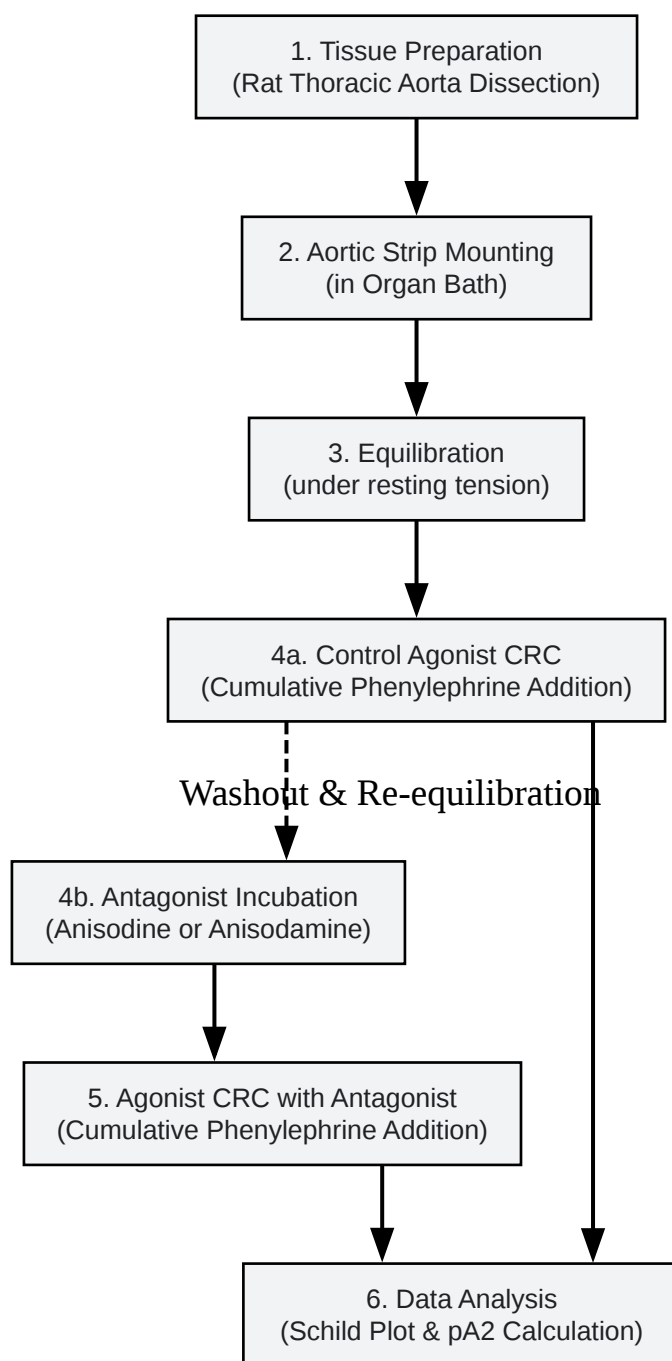 1. Tissue Preparation
(Rat Thoracic Aorta Dissection)
2. Aortic Strip Mounting
(in Organ Bath)
3. Equilibration
(under resting tension)
4a. Control Agonist CRC
(Cumulative Phenylephrine Addition)
Washout & Re-equilibration
4b. Antagonist Incubation
(Anisodine or Anisodamine)
5. Agonist CRC with Antagonist
(Cumulative Phenylephrine Addition)
6. Data Analysis
(Schild Plot & pA2 Calculation)